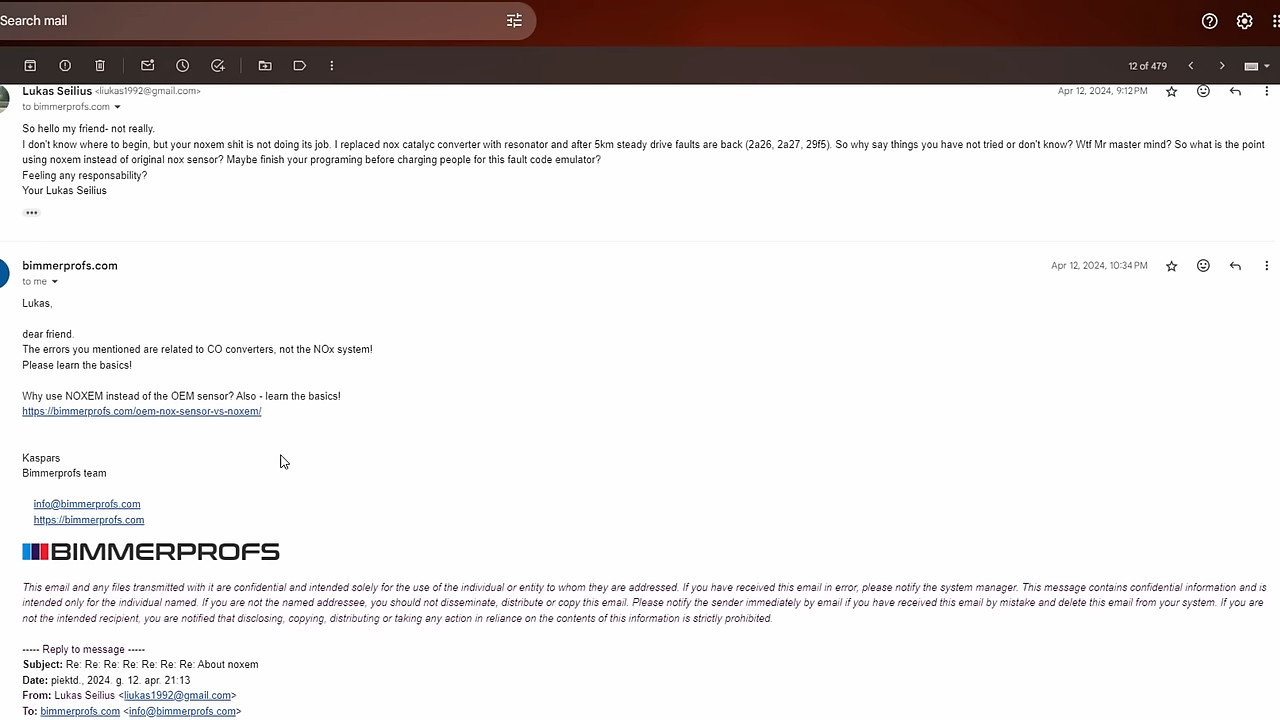 Search mail
12 of 479
Lukas Seilius <liukas1992@gmail.com>
Apr 12, 2024, 9:12 PM
to bimmerprofs.com
So hello my friend- not really.
I don't know where to begin, but your noxem shit is not doing its job. I replaced nox catalyc converter with resonator and after 5km steady drive faults are back (2a26, 2a27, 29f5). So why say things you have not tried or don't know? Wtf Mr master mind? So what is the point
using noxem instead of original nox sensor? Maybe finish your programing before charging people for this fault code emulator?
Feeling any responsability?
Your Lukas Seilius
bimmerprofs.com
Apr 12, 2024, 10:34 PM
to me
Lukas,
dear friend.
The errors you mentioned are related to CO converters, not the NOx system!
Please learn the basics!
Why use NOXEM instead of the OEM sensor? Also - learn the basics!
https://bimmerprofs.com/oem-nox-sensor-vs-noxem/
Kaspars
Bimmerprofs team
info@bimmerprofs.com
https://bimmerprofs.com
BIMMERPROFS
This email and any files transmitted with it are confidential and intended solely for the use of the individual or entity to whom they are addressed. If you have received this email in error, please notify the system manager. This message contains confidential information and is
intended only for the individual named. If you are not the named addressee, you should not disseminate, distribute or copy this email. Please notify the sender immediately by email if you have received this email by mistake and delete this email from your system. If you are
not the intended recipient, you are notified that disclosing, copying, distributing or taking any action in reliance on the contents of this information is strictly prohibited.
----- Reply to message -----
Subject: Re: Re: Re: Re: Re: Re: Re: About noxem
Date: piektd., 2024. g. 12. apr. 21:13
From: Lukas Seilius <liukas1992@gmail.com>
To: bimmerprofs.com <info@bimmerprofs.com>